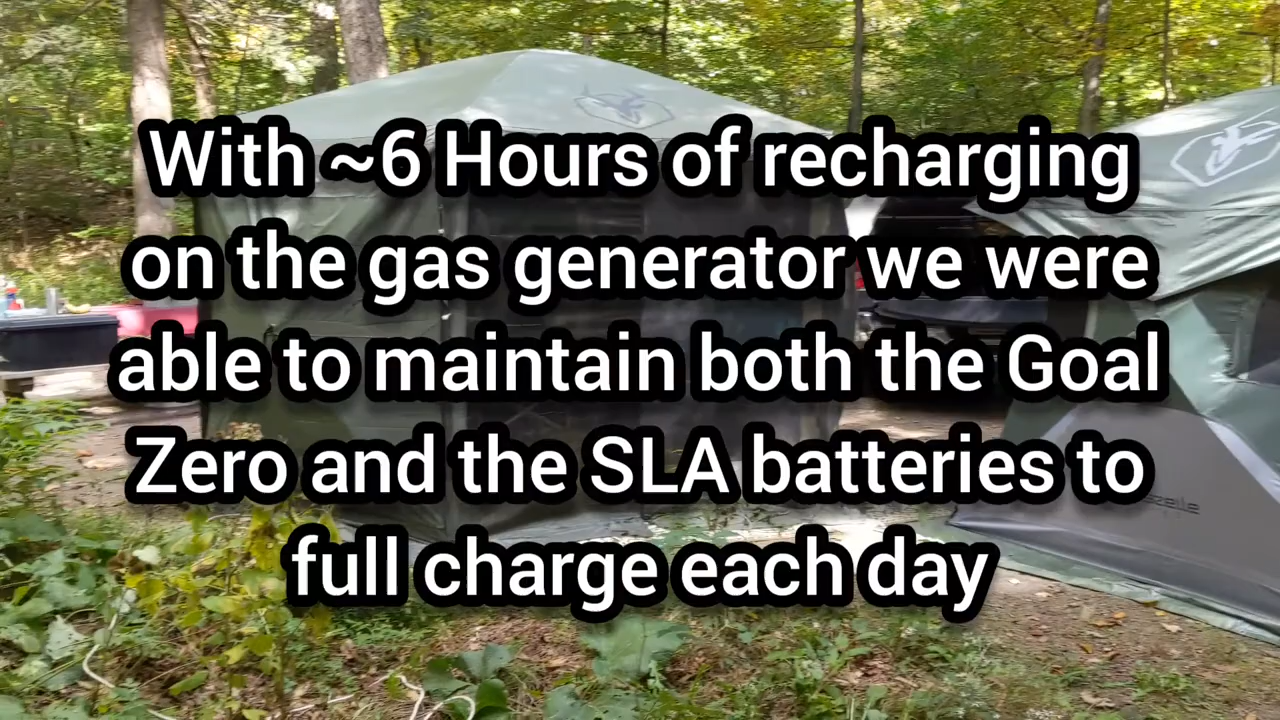 With ~6 Hours of recharging
on the gas generator we were
able to maintain both the Goal
Zero and the SLA batteries to
full charge each day